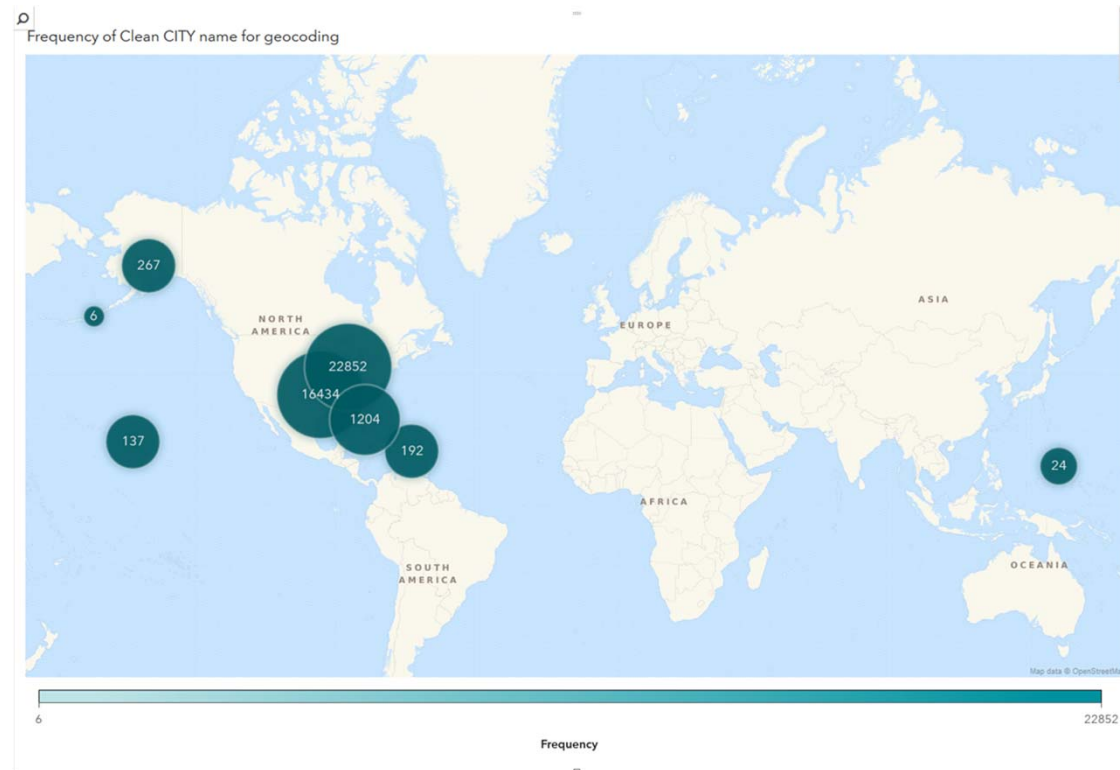 Frequency of Clean CITY name for geocoding
267
6
NORTH
AMERICA
22852
16434
1204
137
192
EUROPE
ASIA
24
AFRICA
SOUTH
AMERICA
OCEANIA
Map data © OpenStreetMa
6
22852
Frequency